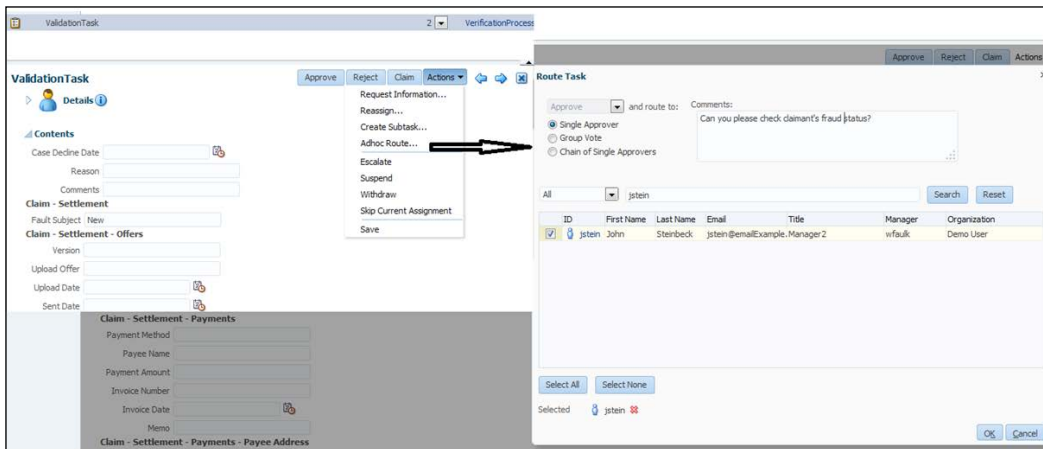 ValidationTask 2 VerificationProcess
ValidationTask
Approve Reject Claim Actions
Details
Request Information...
Reassign...
Create Subtask...
Adhoc Route...
Escalate
Suspend
Withdraw
Skip Current Assignment
Save
Contents
Case Decline Date
Reason
Comments
Claim - Settlement
Fault Subject New
Claim - Settlement - Offers
Version
Upload Offer
Upload Date
Sent Date
Claim - Settlement - Payments
Payment Method
Payee Name
Payment Amount
Invoice Number
Invoice Date
Memo
Claim - Settlement - Payments - Payee Address
Approve Reject Claim Actions
Route Task
Approve and route to: Comments:
Can you please check claimant's fraud status?
Single Approver
Group Vote
Chain of Single Approvers
All jstein Search Reset
ID First Name Last Name Email Title Manager Organization
jstein John Steinbeck jstein@emailExample. Manager2 wfaulk Demo User
Select All Select None
Selected jstein
OK Cancel